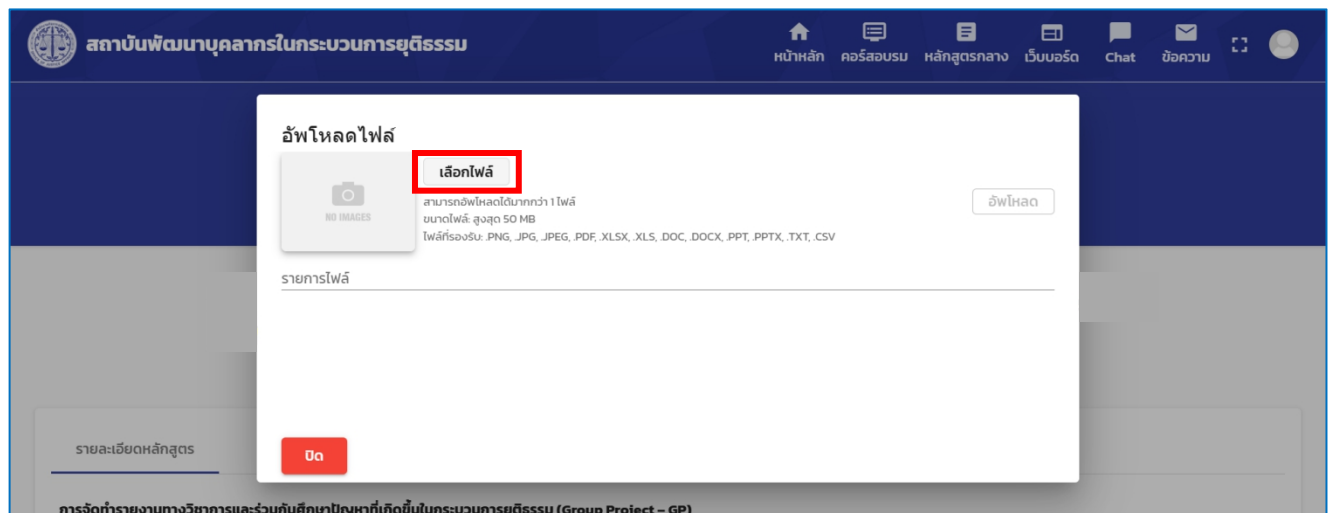 สถาบันพัฒนาบุคลากรในกระบวนการยุติธรรม
หน้าหลัก คอร์สอบรม หลักสูตรกลาง เว็บบอร์ด Chat ข้อความ
อัพโหลดไฟล์
เลือกไฟล์
NO IMAGES
สามารถอัพโหลดได้มากกว่า 1 ไฟล์
อัพโหลด
ขนาดไฟล์: สูงสุด 50 MB
ไฟล์ที่รองรับ: .PNG, .JPG, .JPEG, .PDF, .XLSX, .XLS, .DOC, .DOCX, .PPT, .PPTX, .TXT, .CSV
รายการไฟล์
รายละเอียดหลักสูตร
ปิด
การจัดทำรายงานทางวิชาการและร่วมกันศึกษาปัญหาที่เกิดขึ้นในกระบวนการยุติธรรม (Group Project – GP)